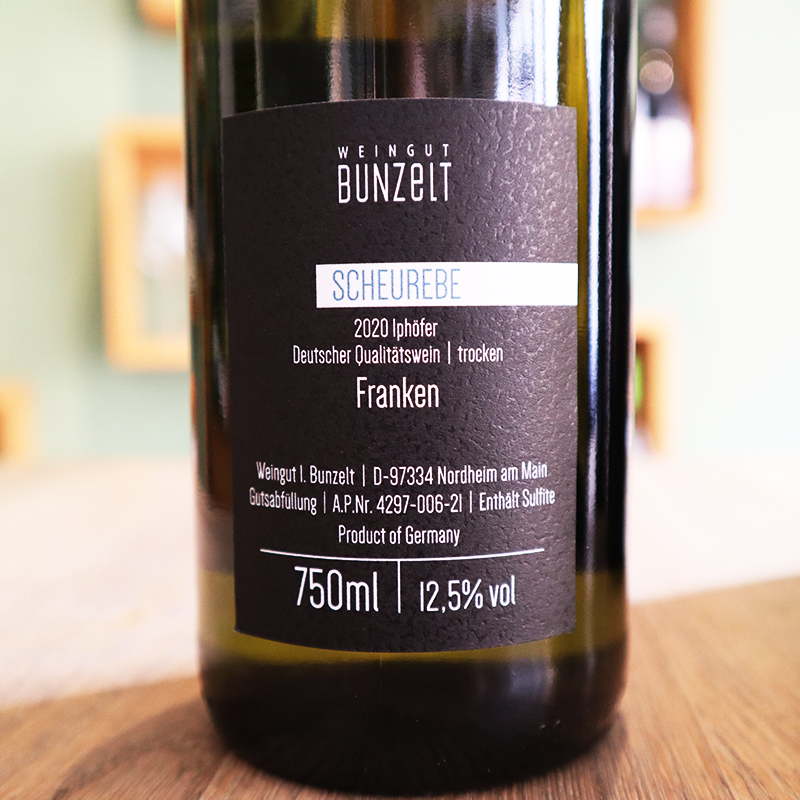 WEINGUT
BUNZELT
SCHEUREBE
2020 Iphöfer
Deutscher Qualitätswein | trocken
Franken
Weingut I. Bunzelt | D-97334 Nordheim am Main
Gutsabfüllung | A.P.Nr. 4297-006-21 | Enthält Sulfite
Product of Germany
750ml | 12,5% vol